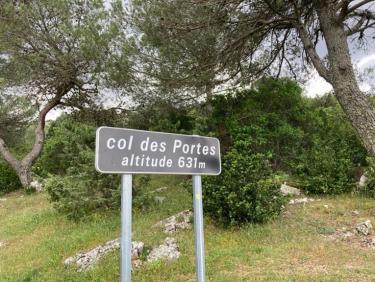 col des Portes
altitude 631m